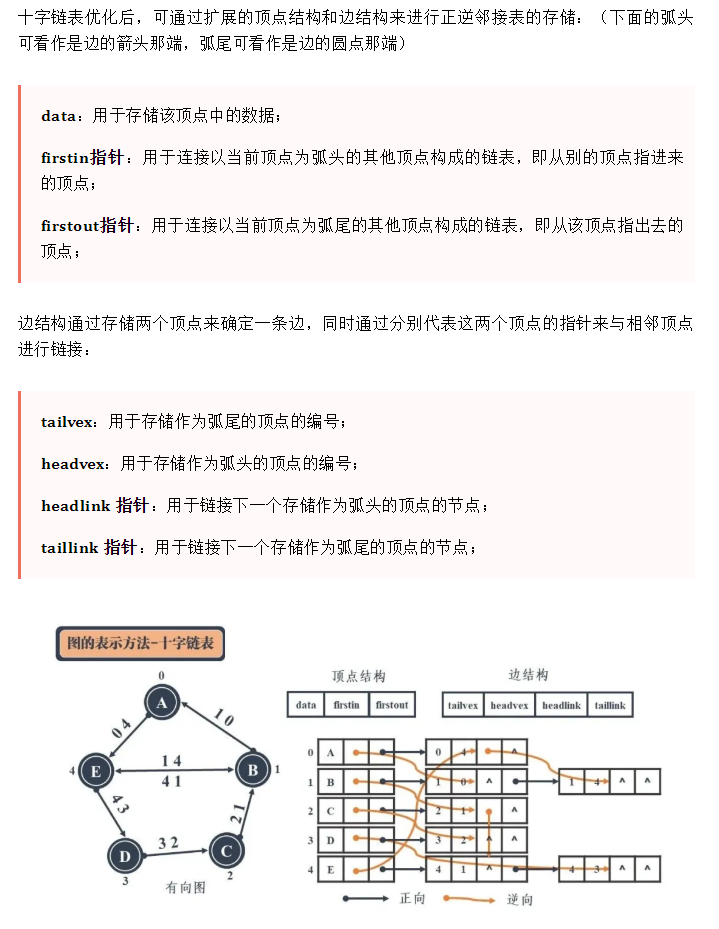 十字链表优化后，可通过扩展的顶点结构和边结构来进行正逆邻接表的存储：（下面的弧头
可看作是边的箭头那端，弧尾可看作是边的圆点那端）
data：用于存储该顶点中的数据；
firstin指针：用于连接以当前顶点为弧头的其他顶点构成的链表，即从别的顶点指进来
的顶点；
firstout指针：用于连接以当前顶点为弧尾的其他顶点构成的链表，即从该顶点指出去的
顶点；
边结构通过存储两个顶点来确定一条边，同时通过分别代表这两个顶点的指针来与相邻顶点
进行链接：
tailvex：用于存储作为弧尾的顶点的编号；
headvex：用于存储作为弧头的顶点的编号；
headlink 指针：用于链接下一个存储作为弧头的顶点的节点；
taillink 指针：用于链接下一个存储作为弧尾的顶点的节点；
图的表示方法-十字链表
0
A
0 4
1 0
4
E
1 4
4 1
B
1
4 3
2 1
D
3 2
C
3
2
有向图
顶点结构
边结构
data firstin firstout
tailvex headvex headlink taillink
0 A 0 4 ^
1 B 1 0 ^ 1 4 ^ ^
2 C 2 1 ^
3 D 3 2 ^ ^
4 E 4 1 ^ 4 3 ^ ^
正向
逆向